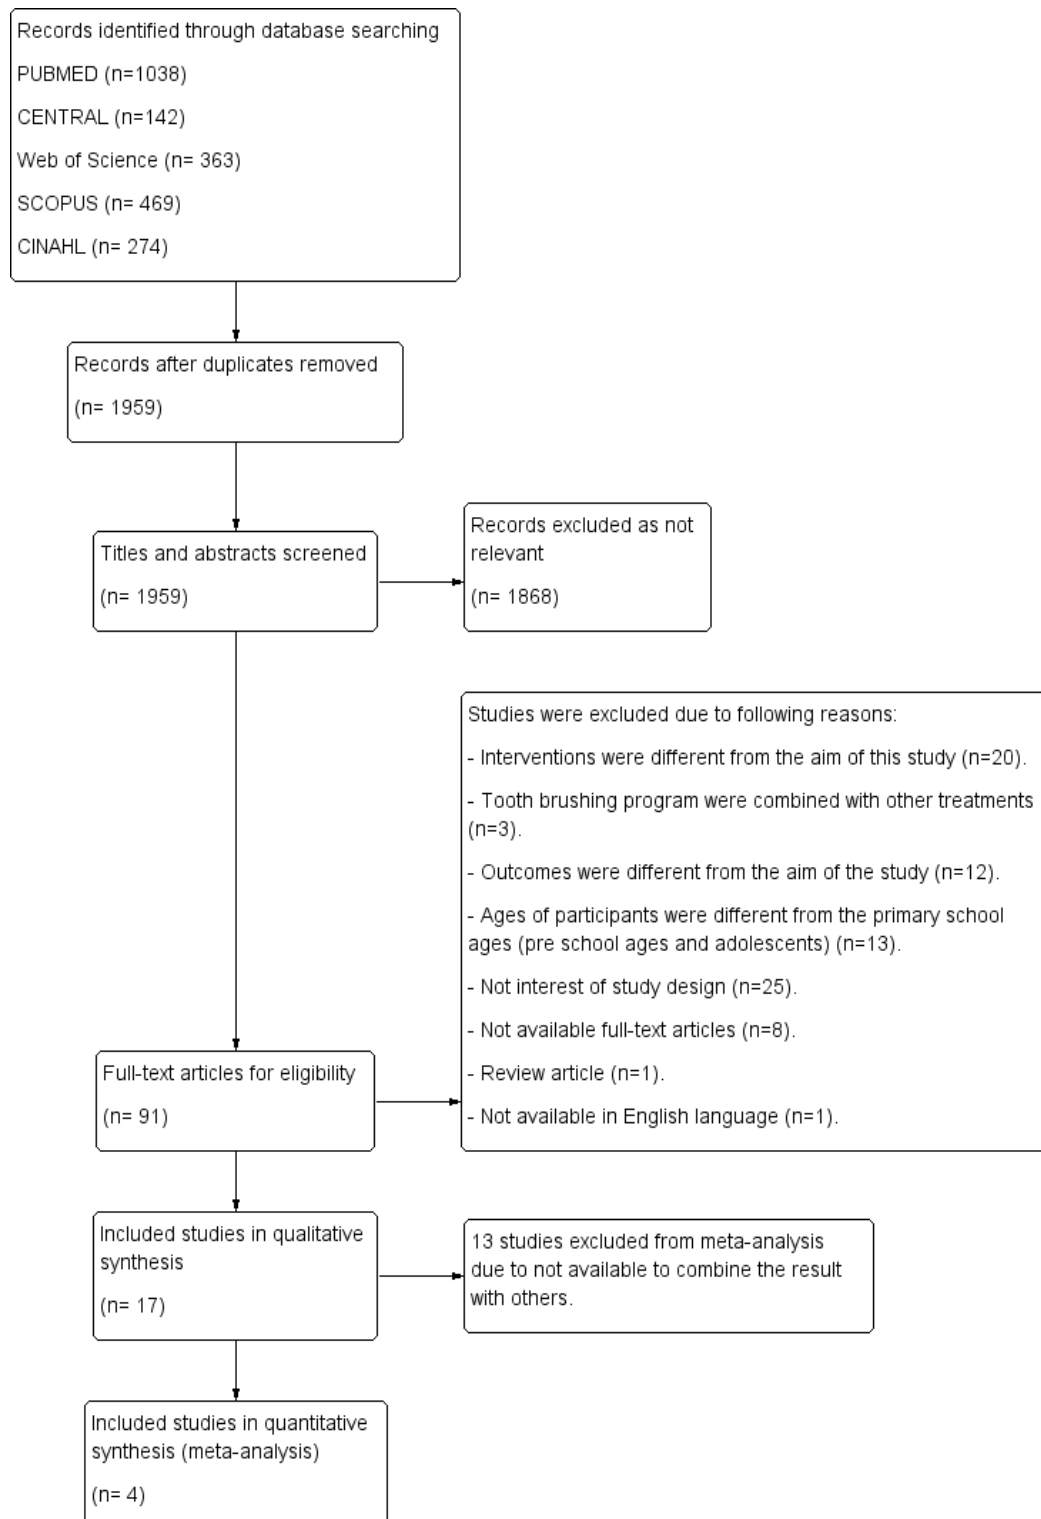 Records identified through database searching
PUBMED (n=1038)
CENTRAL (n=142)
Web of Science (n= 363)
SCOPUS (n= 469)
CINAHL (n= 274)
Records after duplicates removed
(n= 1959)
Titles and abstracts screened
(n= 1959)
Records excluded as not
relevant
(n= 1868)
Studies were excluded due to following reasons:
- Interventions were different from the aim of this study (n=20).
- Tooth brushing program were combined with other treatments
(n=3).
- Outcomes were different from the aim of the study (n=12).
- Ages of participants were different from the primary school
ages (pre school ages and adolescents) (n=13).
- Not interest of study design (n=25).
- Not available full-text articles (n=8).
- Review article (n=1).
- Not available in English language (n=1).
Full-text articles for eligibility
(n= 91)
Included studies in qualitative
synthesis
(n= 17)
13 studies excluded from meta-analysis
due to not available to combine the result
with others.
Included studies in quantitative
synthesis (meta-analysis)
(n= 4)